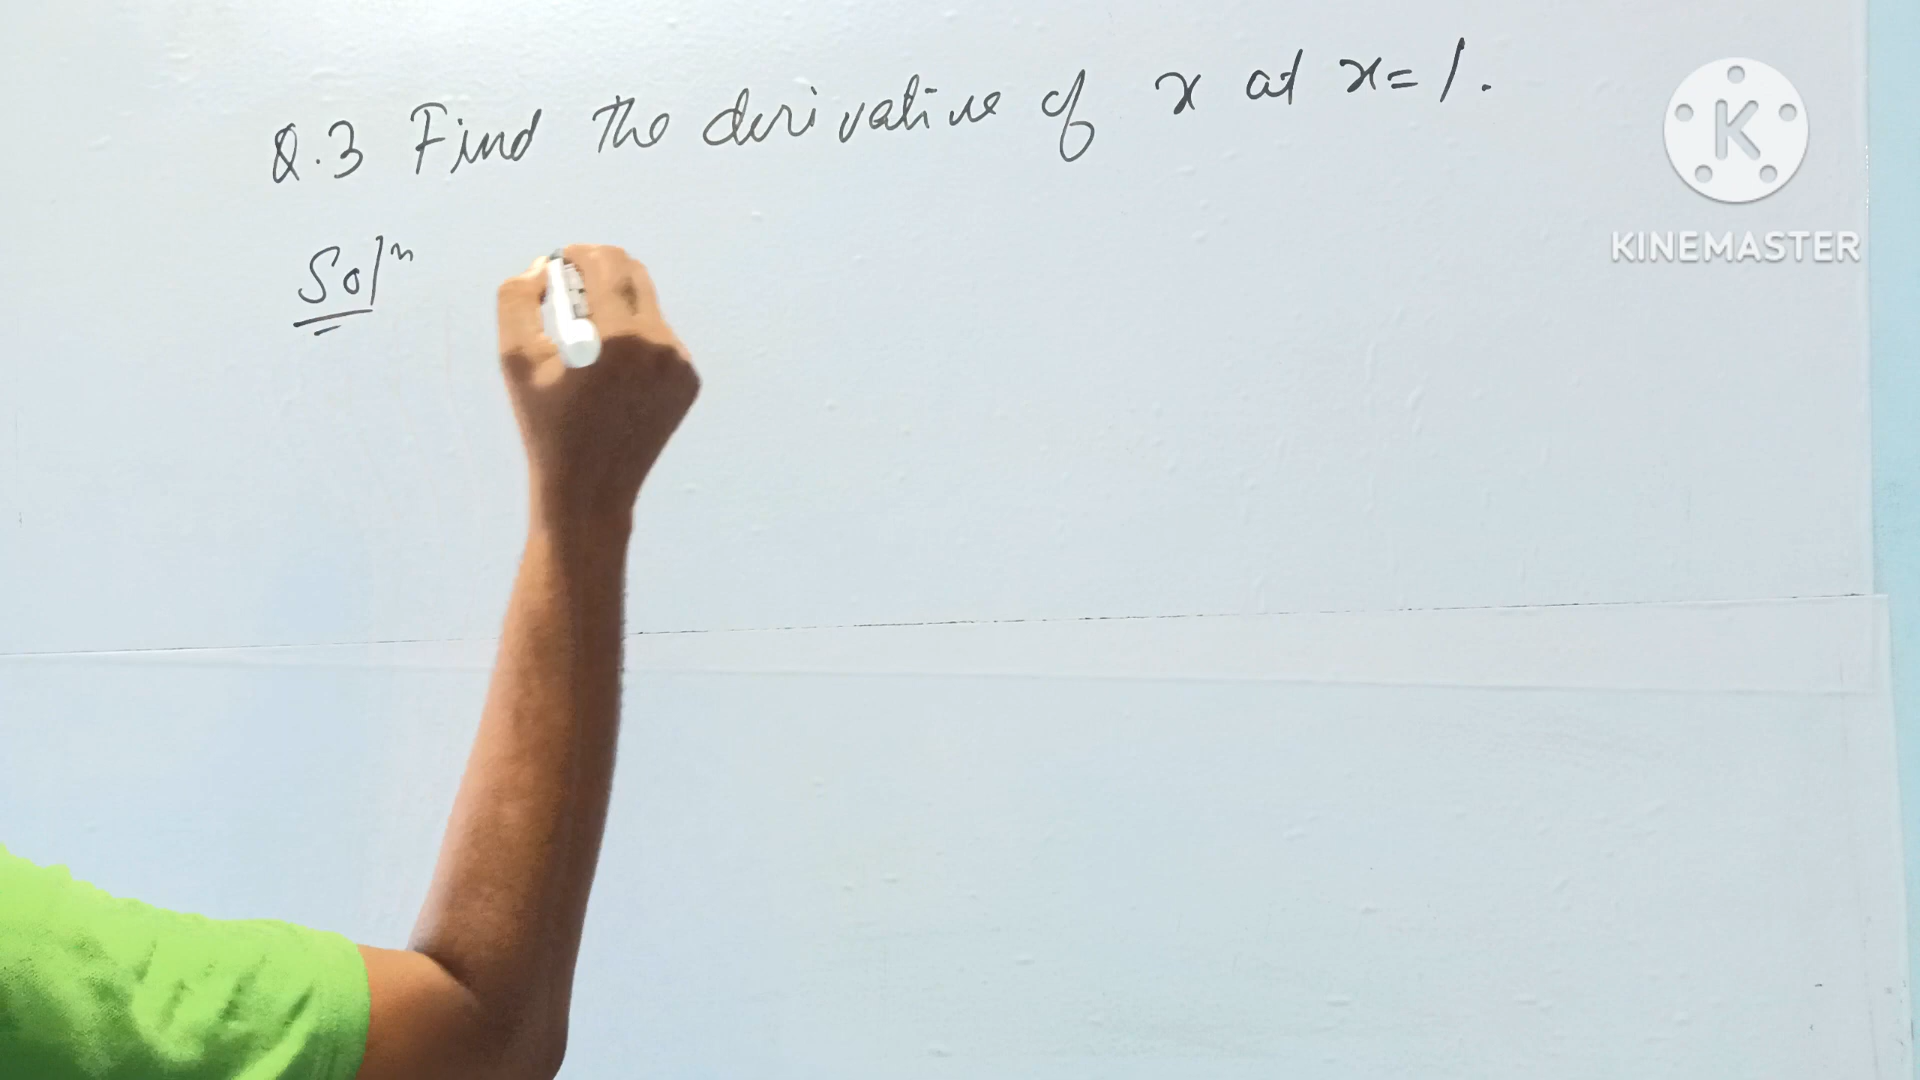 Q.3 Find the derivative of x at x=1.
K
KINEMASTER
Solⁿ